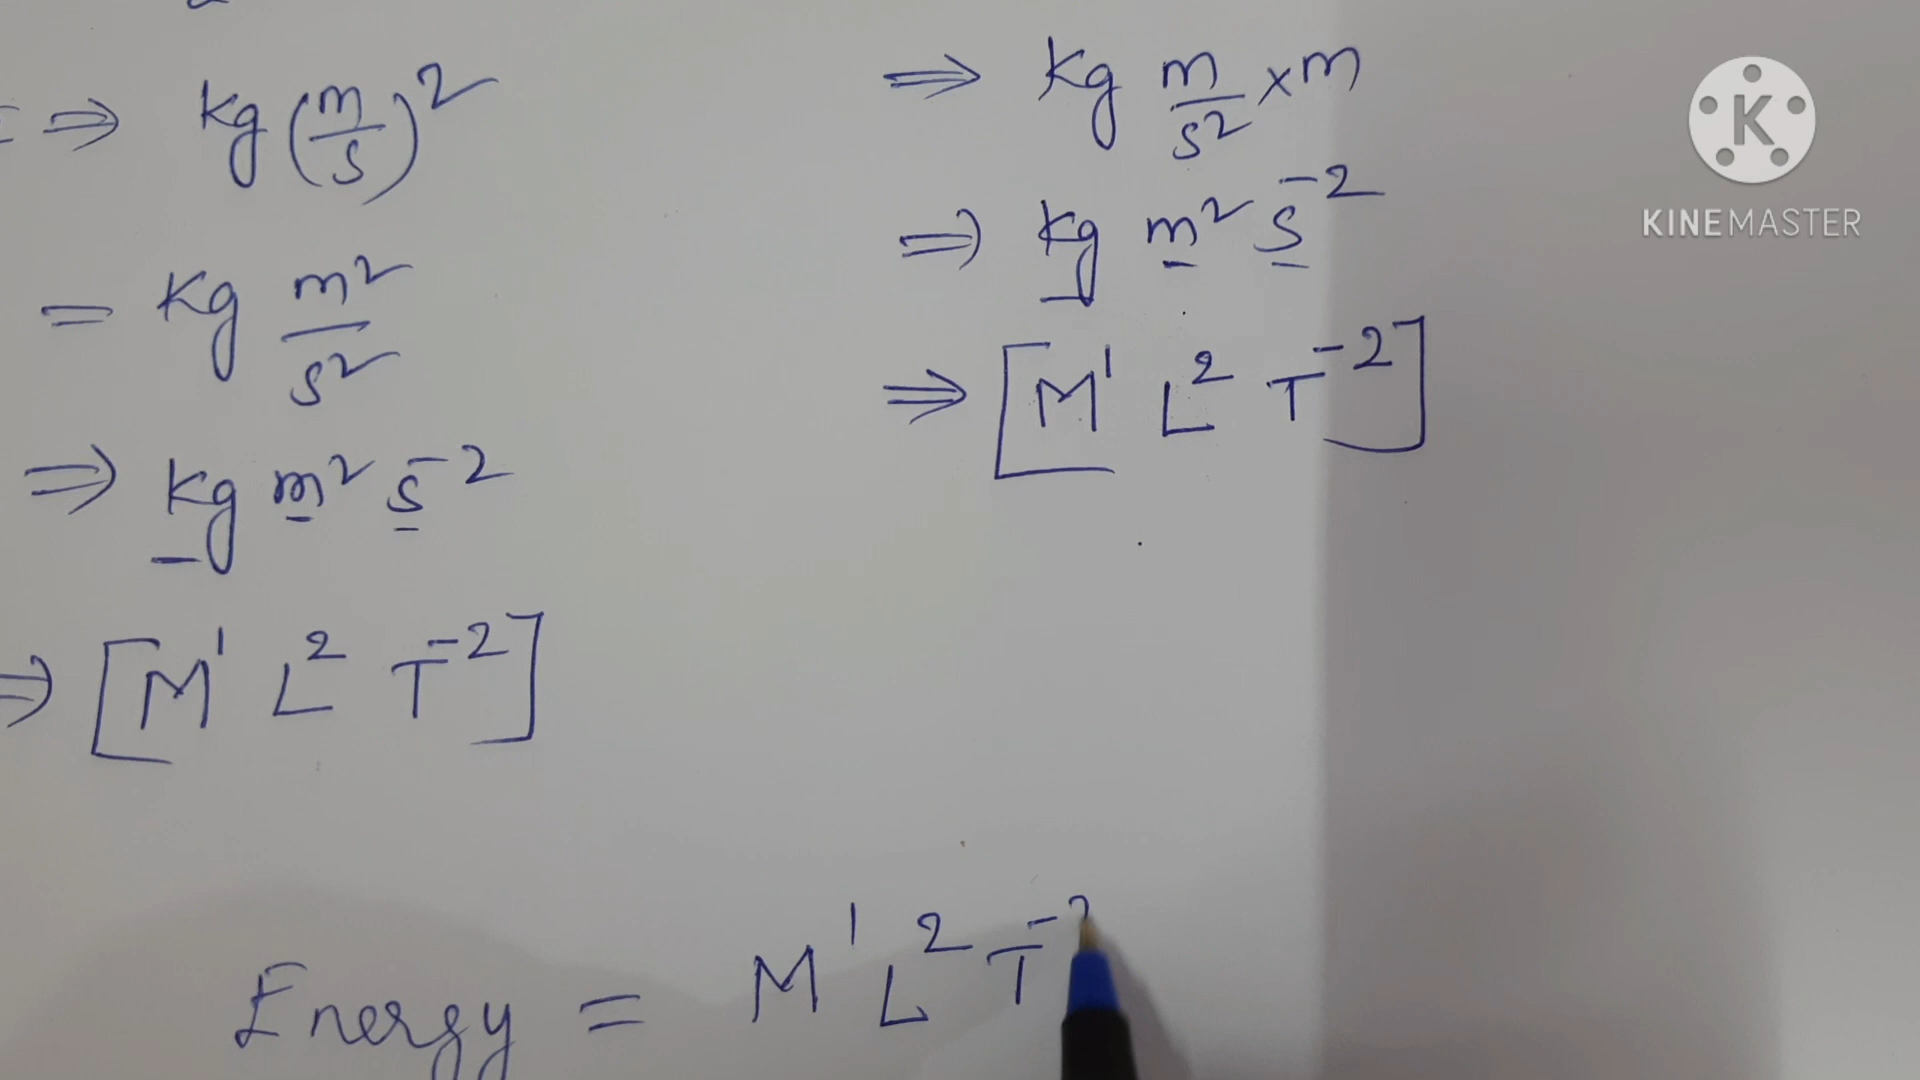 ⇒ kg (m/s)²
= kg m²/s²
⇒ kg m² s⁻²
⇒ [M¹ L² T⁻²]
⇒ kg m/s² × m
⇒ kg m² s⁻²
⇒ [M¹ L² T⁻²]
Energy = M¹ L² T⁻²
K
KINEMASTER